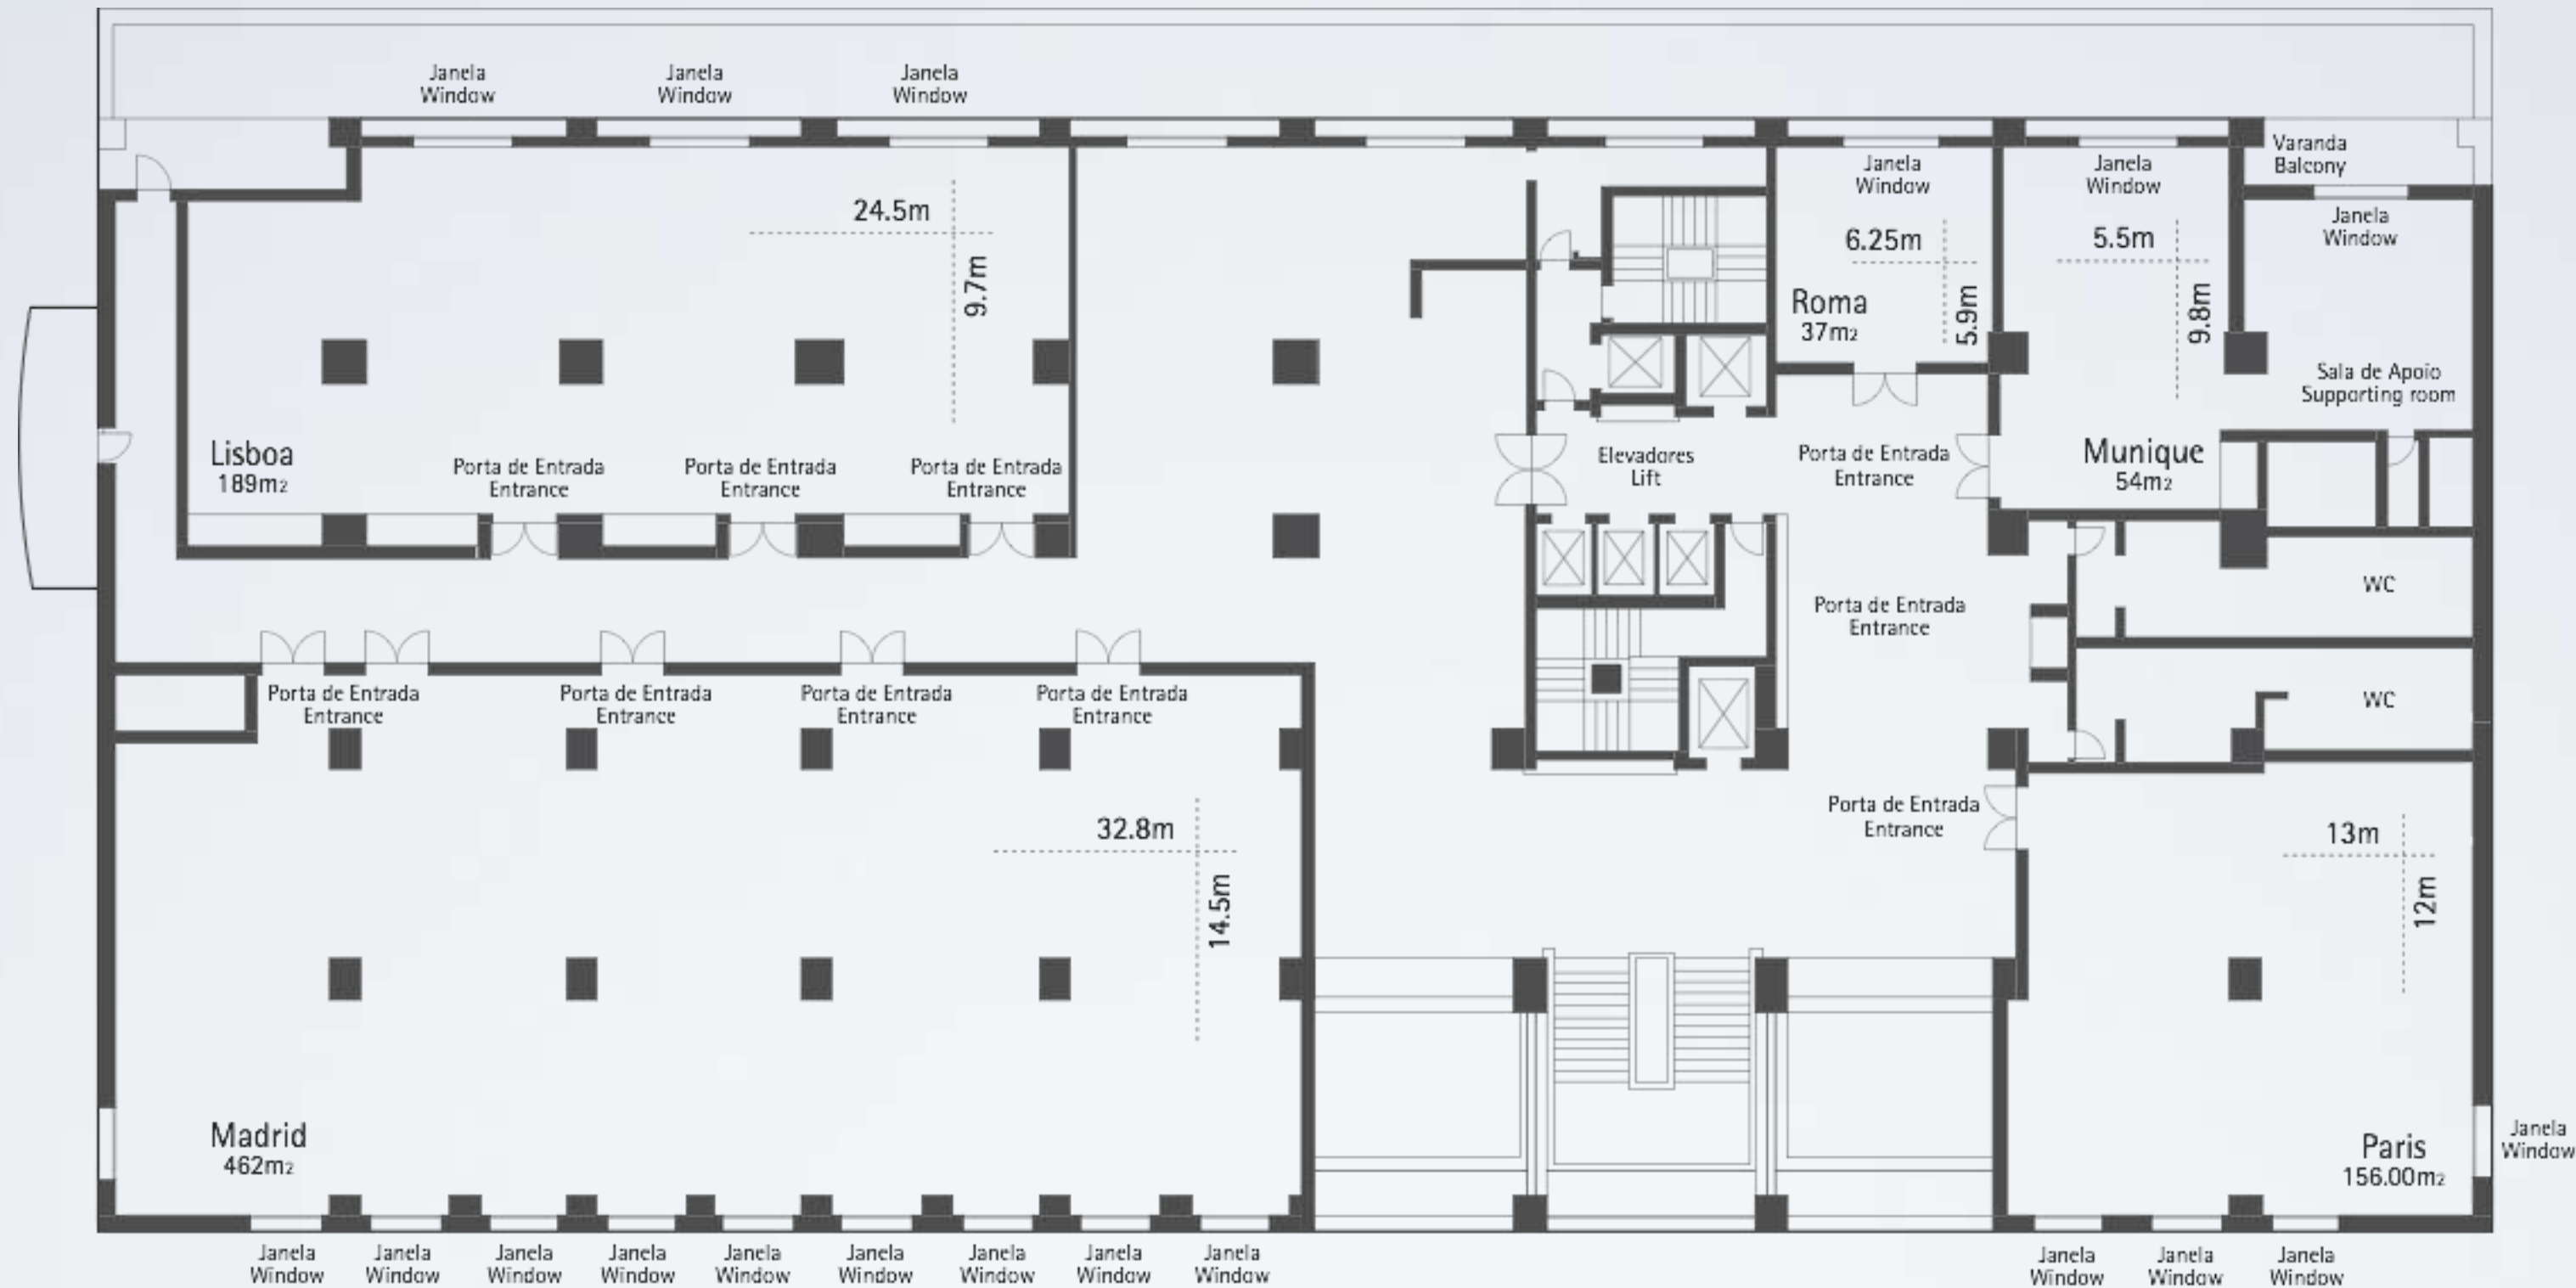 Janela
Window
Janela
Window
Janela
Window
Varanda
Balcony
Janela
Window
Janela
Window
Janela
Window
24.5m
9.7m
6.25m
5.9m
Roma
37m2
5.5m
9.8m
Sala de Apoio
Supporting room
Lisboa
189m2
Porta de Entrada
Entrance
Porta de Entrada
Entrance
Porta de Entrada
Entrance
Elevadores
Lift
Porta de Entrada
Entrance
Munique
54m2
WC
Porta de Entrada
Entrance
WC
Porta de Entrada
Entrance
Porta de Entrada
Entrance
Porta de Entrada
Entrance
Porta de Entrada
Entrance
32.8m
14.5m
Porta de Entrada
Entrance
13m
12m
Madrid
462m2
Paris
156.00m2
Janela
Window
Janela
Window
Janela
Window
Janela
Window
Janela
Window
Janela
Window
Janela
Window
Janela
Window
Janela
Window
Janela
Window
Janela
Window
Janela
Window
Janela
Window